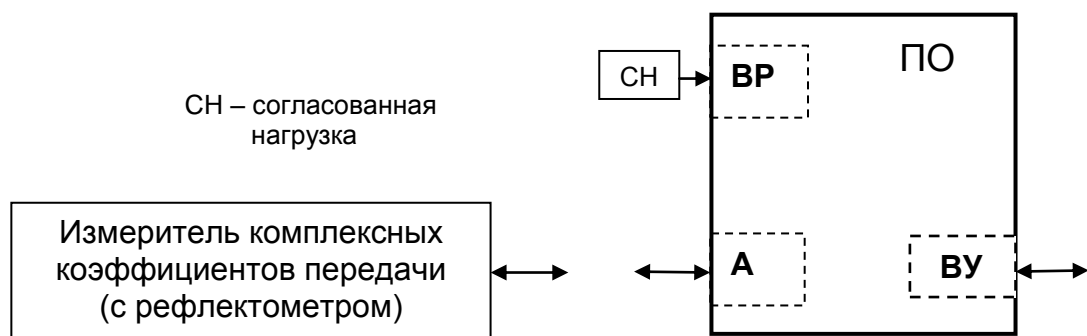 ПО
СН
ВР
СН – согласованная
нагрузка
Измеритель комплексных
коэффициентов передачи
(с рефлектометром)
А
ВУ